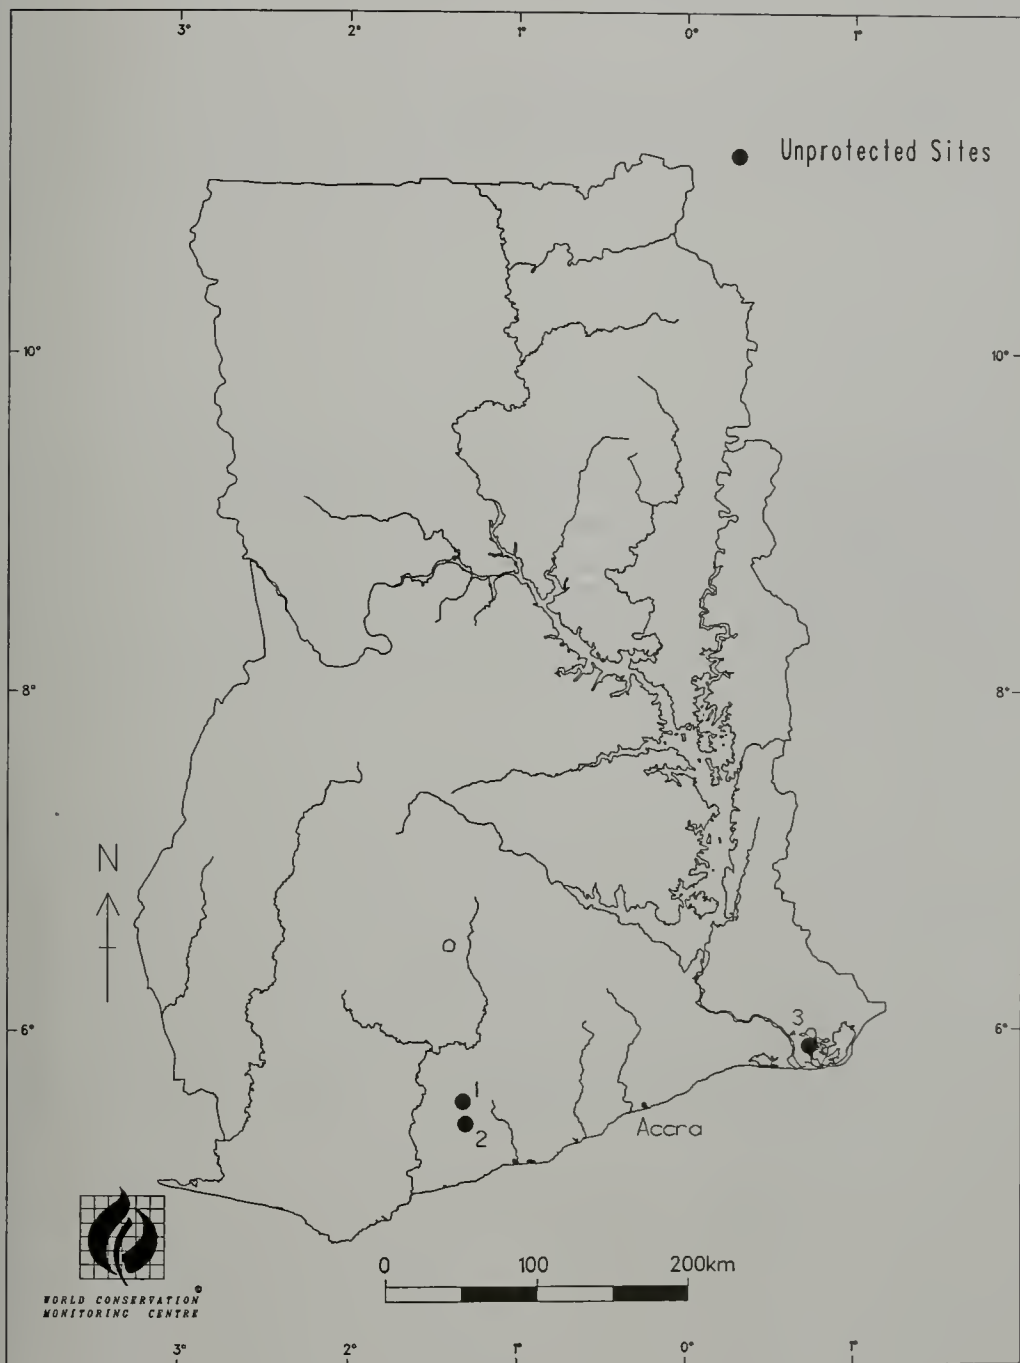 3° 2° 1° 0° 1°
Unprotected Sites
10° 10°
8° 8°
N
6° 6°
3
1
2
Accra
0 100 200km
WORLD CONSERVATION
MONITORING CENTRE
3° 2° 1° 0° 1°